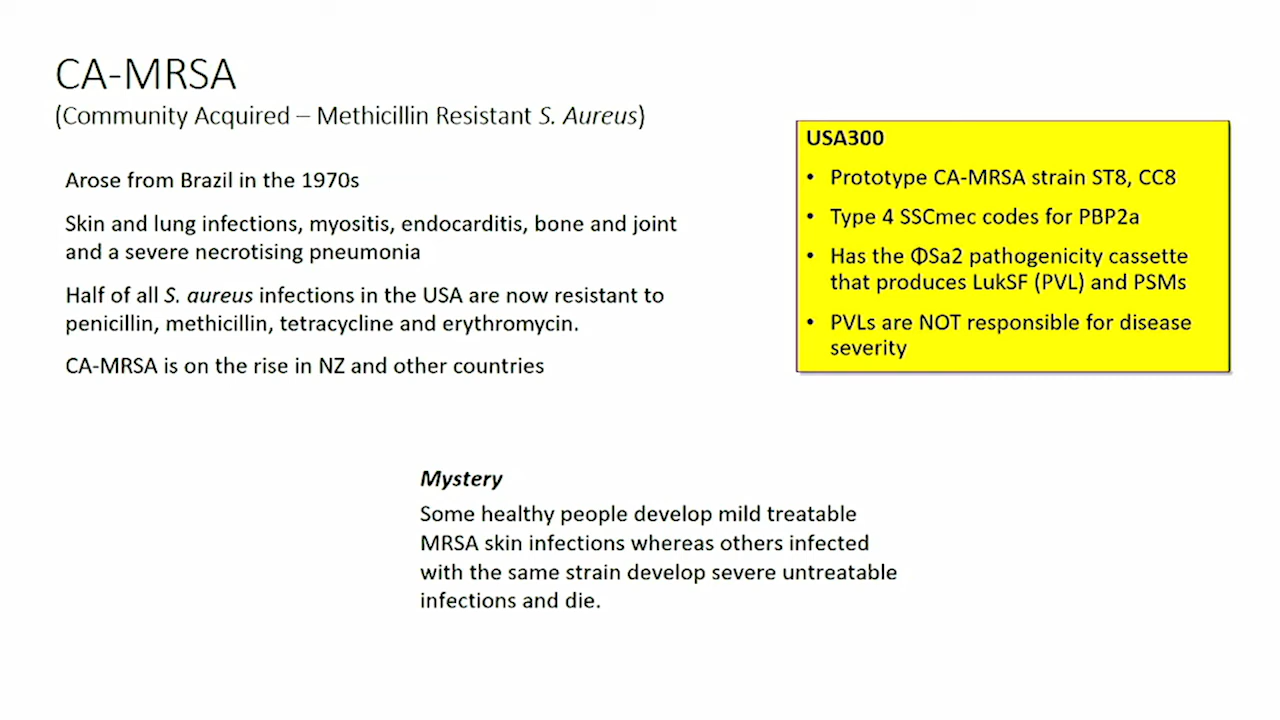 CA-MRSA
(Community Acquired – Methicillin Resistant S. Aureus)
Arose from Brazil in the 1970s
Skin and lung infections, myositis, endocarditis, bone and joint
and a severe necrotising pneumonia
Half of all S. aureus infections in the USA are now resistant to
penicillin, methicillin, tetracycline and erythromycin.
CA-MRSA is on the rise in NZ and other countries
USA300
• Prototype CA-MRSA strain ST8, CC8
• Type 4 SSCmec codes for PBP2a
• Has the ΦSa2 pathogenicity cassette
that produces LukSF (PVL) and PSMs
• PVLs are NOT responsible for disease
severity
Mystery
Some healthy people develop mild treatable
MRSA skin infections whereas others infected
with the same strain develop severe untreatable
infections and die.